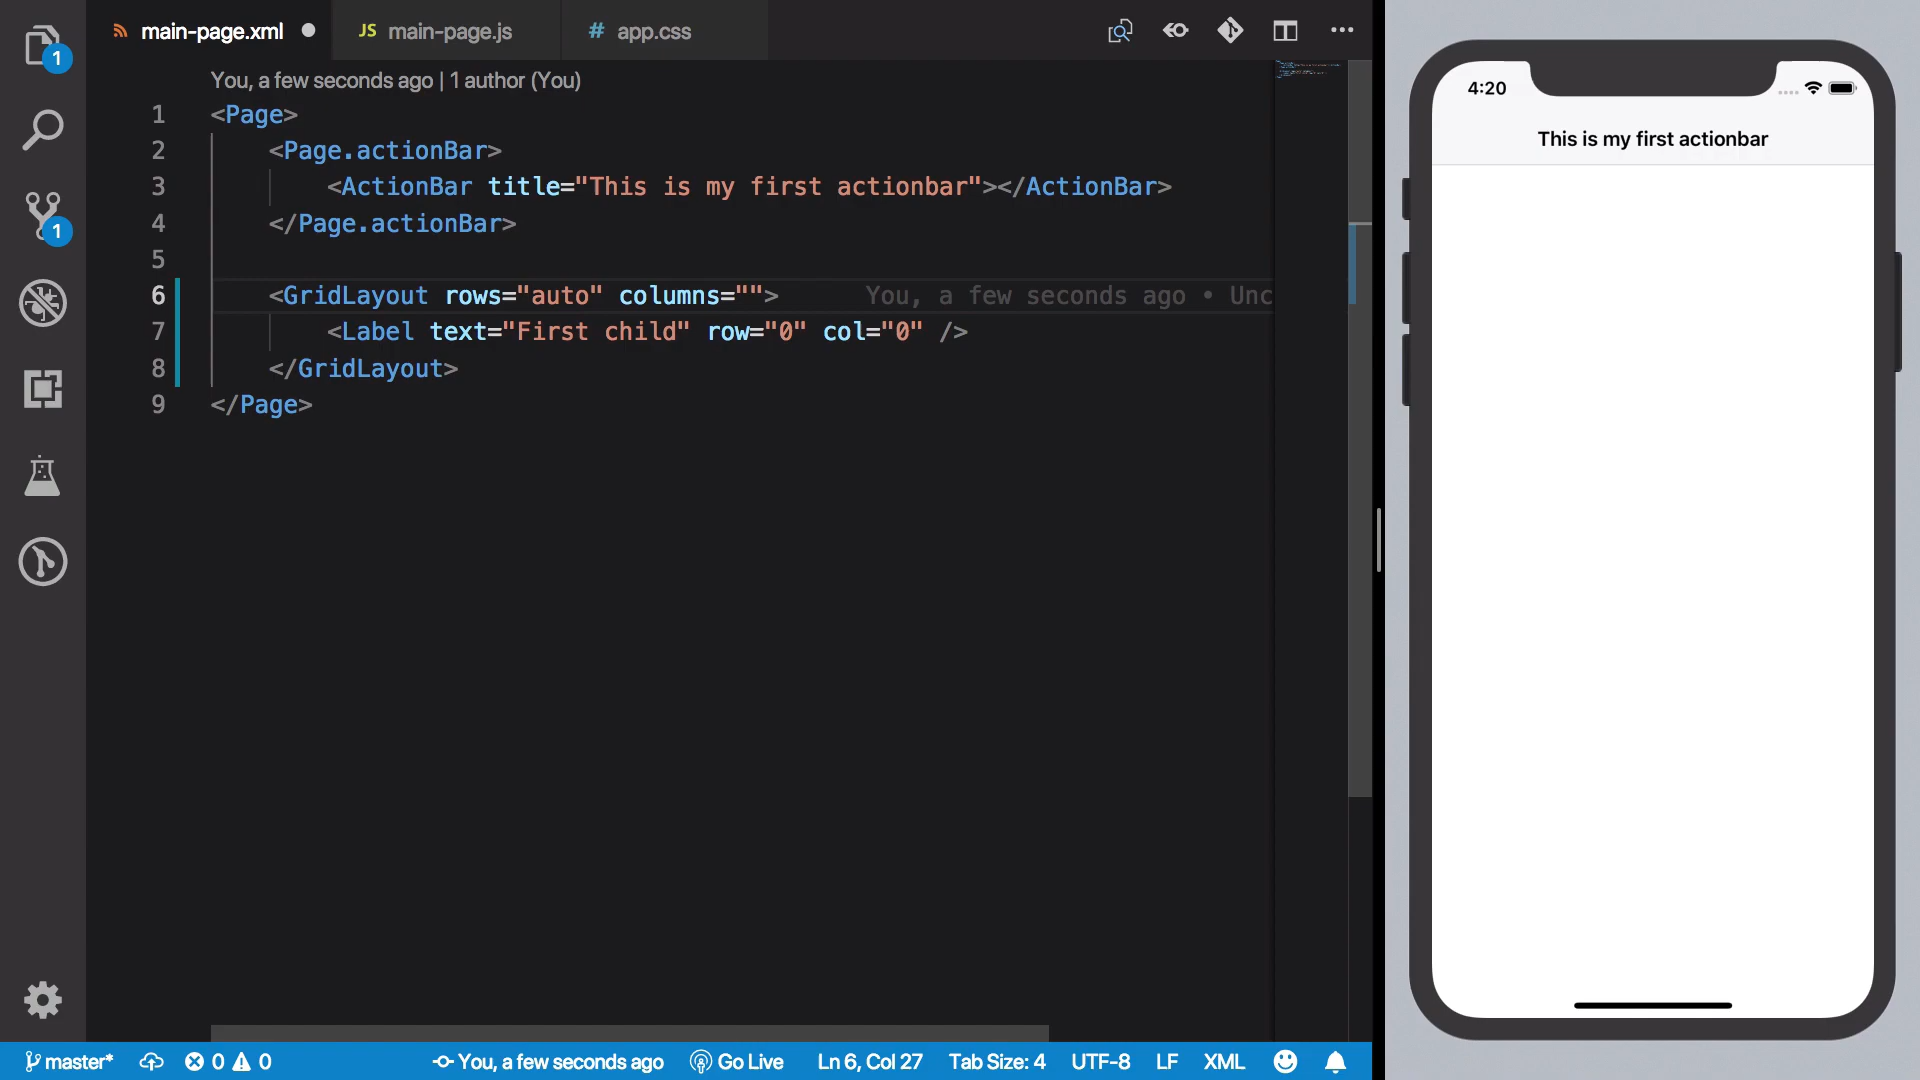 1
1
main-page.xml
JS main-page.js
# app.css
You, a few seconds ago | 1 author (You)
1 <Page>
2 <Page.actionBar>
3 <ActionBar title="This is my first actionbar"></ActionBar>
4 </Page.actionBar>
5
6 <GridLayout rows="auto" columns=""> You, a few seconds ago • Unc
7 <Label text="First child" row="0" col="0" />
8 </GridLayout>
9 </Page>
master* 0 0 You, a few seconds ago Go Live Ln 6, Col 27 Tab Size: 4 UTF-8 LF XML
4:20
This is my first actionbar